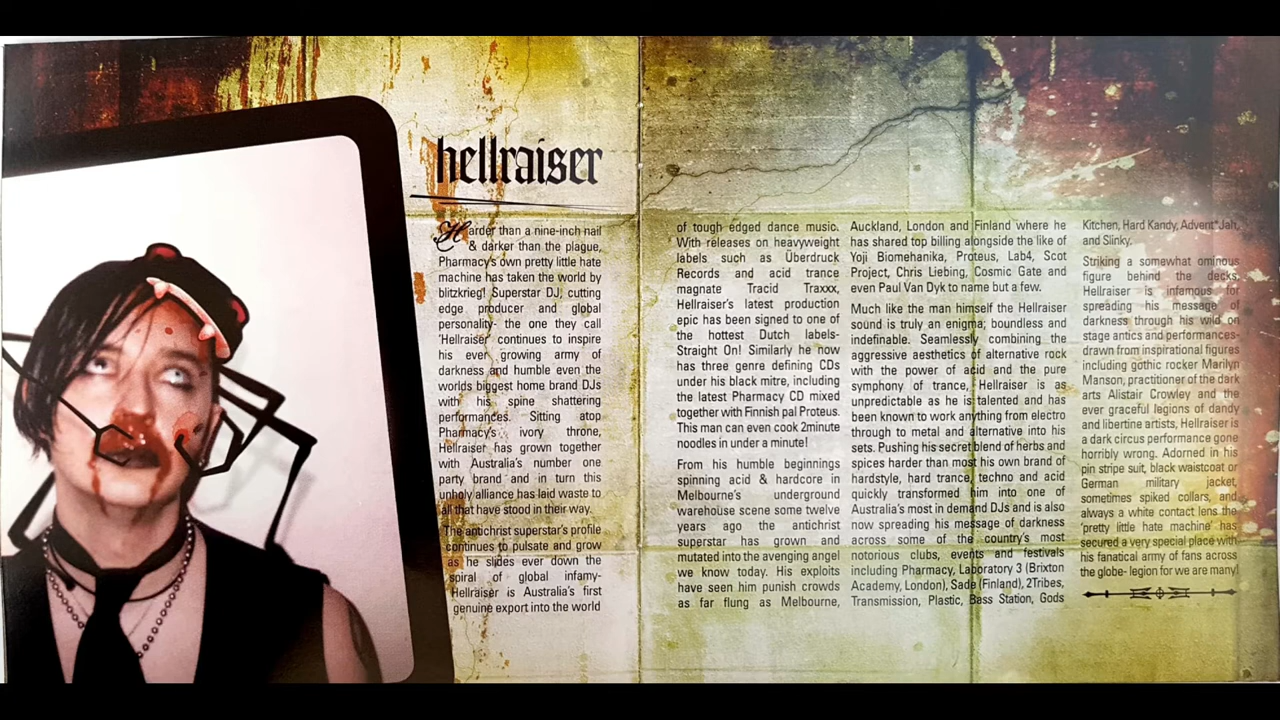 hellraiser
Harder than a nine-inch nail
& darker than the plague,
Pharmacy's own pretty little hate
machine has taken the world by
blitzkrieg! Superstar DJ, cutting
edge producer and global
personality- the one they call
'Hellraiser' continues to inspire
his ever growing army of
darkness and humble even the
worlds biggest home brand DJs
with his spine shattering
performances. Sitting atop
Pharmacy's ivory throne,
Hellraiser has grown together
with Australia's number one
party brand and in turn this
unholy alliance has laid waste to
all that have stood in their way.
The antichrist superstar's profile
continues to pulsate and grow
as he slides ever down the
spiral of global infamy-
Hellraiser is Australia's first
genuine export into the world
of tough edged dance music.
With releases on heavyweight
labels such as Überdruck
Records and acid trance
magnate Tracid Traxxx,
Hellraiser's latest production
epic has been signed to one of
the hottest Dutch labels-
Straight On! Similarly he now
has three genre defining CDs
under his black mitre, including
the latest Pharmacy CD mixed
together with Finnish pal Proteus.
This man can even cook 2minute
noodles in under a minute!
From his humble beginnings
spinning acid & hardcore in
Melbourne's underground
warehouse scene some twelve
years ago the antichrist
superstar has grown and
mutated into the avenging angel
we know today. His exploits
have seen him punish crowds
as far flung as Melbourne,
Auckland, London and Finland where he
has shared top billing alongside the like of
Yoji Biomehanika, Proteus, Lab4, Scot
Project, Chris Liebing, Cosmic Gate and
even Paul Van Dyk to name but a few.
Much like the man himself the Hellraiser
sound is truly an enigma; boundless and
indefinable. Seamlessly combining the
aggressive aesthetics of alternative rock
with the power of acid and the pure
symphony of trance, Hellraiser is as
unpredictable as he is talented and has
been known to work anything from electro
through to metal and alternative into his
sets. Pushing his secret blend of herbs and
spices harder than most his own brand of
hardstyle, hard trance, techno and acid
quickly transformed him into one of
Australia's most in demand DJs and is also
now spreading his message of darkness
across some of the country's most
notorious clubs, events and festivals
including Pharmacy, Laboratory 3 (Brixton
Academy, London), Sade (Finland), 2Tribes,
Transmission, Plastic, Bass Station, Gods
Kitchen, Hard Kandy, Advent*Jah,
and Slinky.
Striking a somewhat ominous
figure behind the decks,
Hellraiser is infamous for
spreading his message of
darkness through his wild on
stage antics and performances-
drawn from inspirational figures
including gothic rocker Marilyn
Manson, practitioner of the dark
arts Alistair Crowley and the
ever graceful legions of dandy
and libertine artists, Hellraiser is
a dark circus performance gone
horribly wrong. Adorned in his
pin stripe suit, black waistcoat or
German military jacket,
sometimes spiked collars, and
always a white contact lens the
'pretty little hate machine' has
secured a very special place with
his fanatical army of fans across
the globe- legion for we are many!